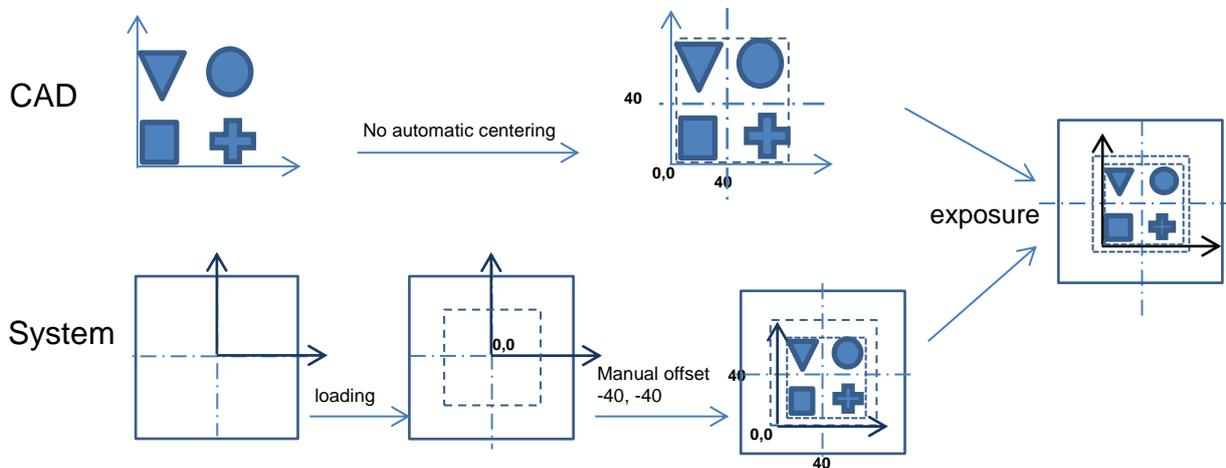 CAD
No automatic centering
40
0,0
40
exposure
System
loading
0,0
Manual offset
-40, -40
40
0,0
40